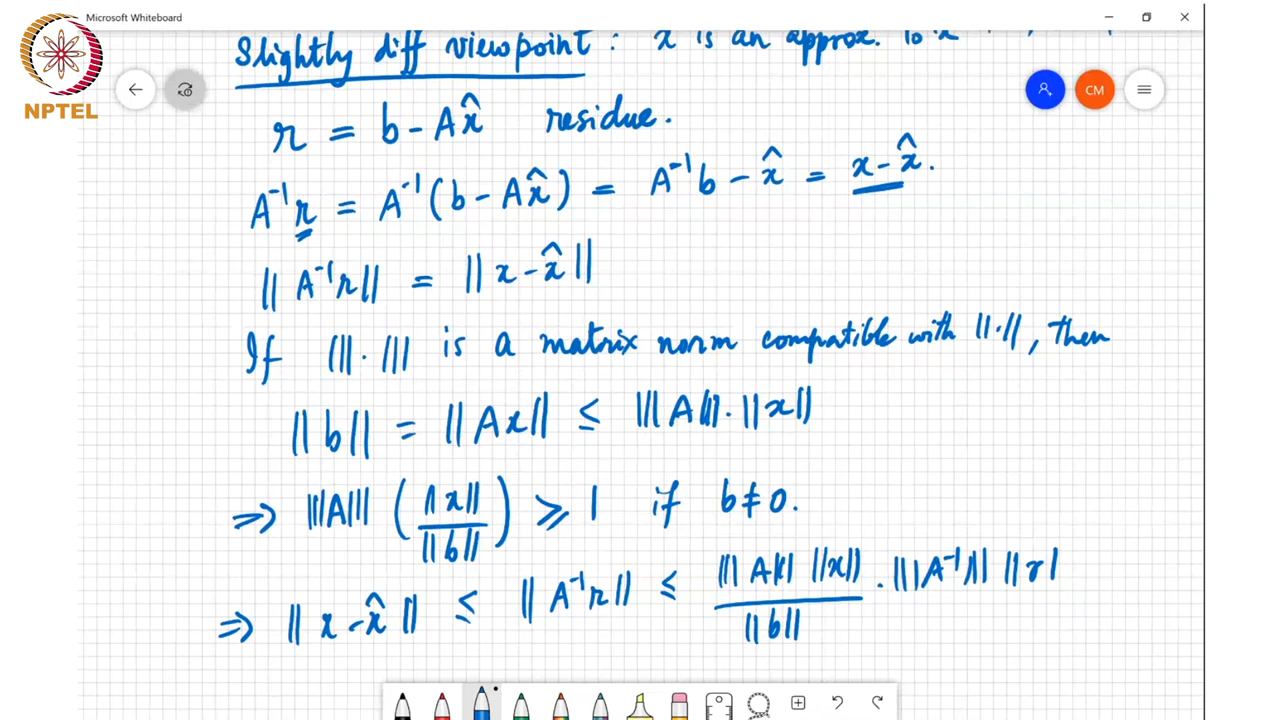 Microsoft Whiteboard
NPTEL
CM
Slightly diff viewpoint : x̂ is an approx. to x
r = b - Ax̂ residue.
A⁻¹r = A⁻¹(b - Ax̂) = A⁻¹b - x̂ = x - x̂.
||A⁻¹r|| = ||x - x̂||
If |||·||| is a matrix norm compatible with ||·||, then
||b|| = ||Ax|| ≤ |||A|||·||x||
⇒ |||A||| (||x||/||b||) ≥ 1 if b ≠ 0.
⇒ ||x - x̂|| ≤ ||A⁻¹r|| ≤ |||A||| ||x||/||b|| . |||A⁻¹||| ||r|